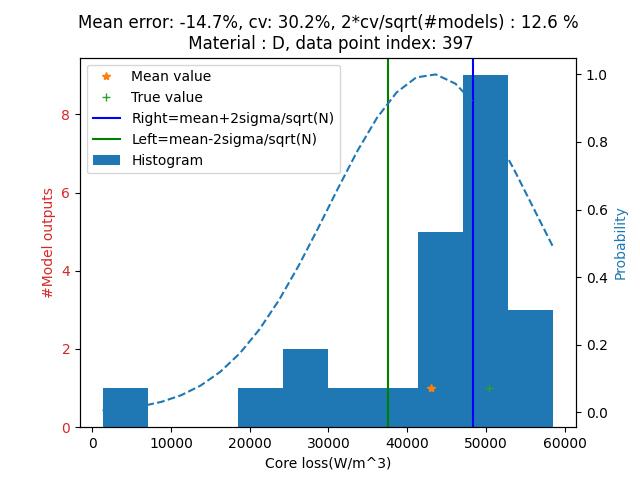 Mean error: -14.7%, cv: 30.2%, 2*cv/sqrt(#models) : 12.6 %
Material : D, data point index: 397
Mean value
True value
Right=mean+2sigma/sqrt(N)
Left=mean-2sigma/sqrt(N)
Histogram
#Model outputs
8
6
4
2
0
1.0
0.8
0.6
0.4
0.2
0.0
Probability
0
10000
20000
30000
40000
50000
60000
Core loss(W/m^3)